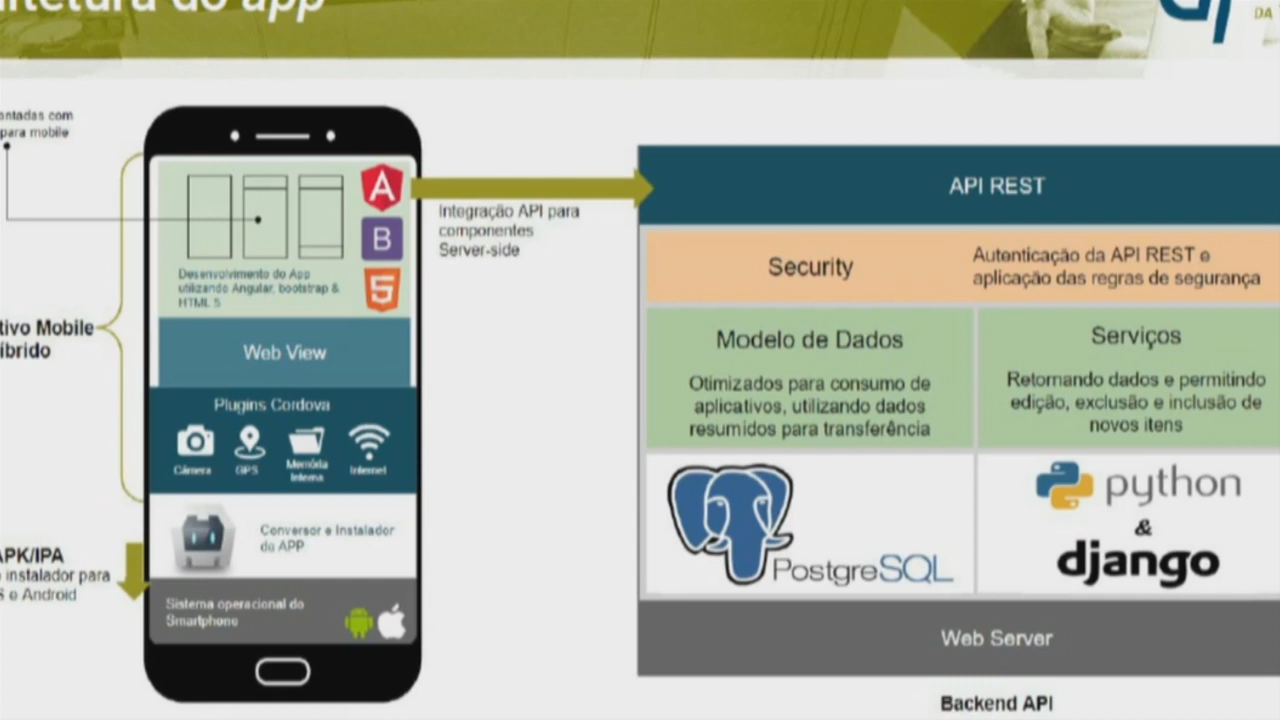 itetura do app
DA
ontadas com
para mobile
Integração API para
componentes
Server-side
Desenvolvimento do App
utilizando Angular, bootstrap &
HTML 5
tivo Mobile
íbrido
Web View
Plugins Cordova
Câmera
GPS
Memória
Interna
Internet
Conversor e Instalador
do APP
APK/IPA
instalador para
S e Android
Sistema operacional do
Smartphone
API REST
Security
Autenticação da API REST e
aplicação das regras de segurança
Modelo de Dados
Otimizados para consumo de
aplicativos, utilizando dados
resumidos para transferência
Serviços
Retornando dados e permitindo
edição, exclusão e inclusão de
novos itens
PostgreSQL
python
&
django
Web Server
Backend API